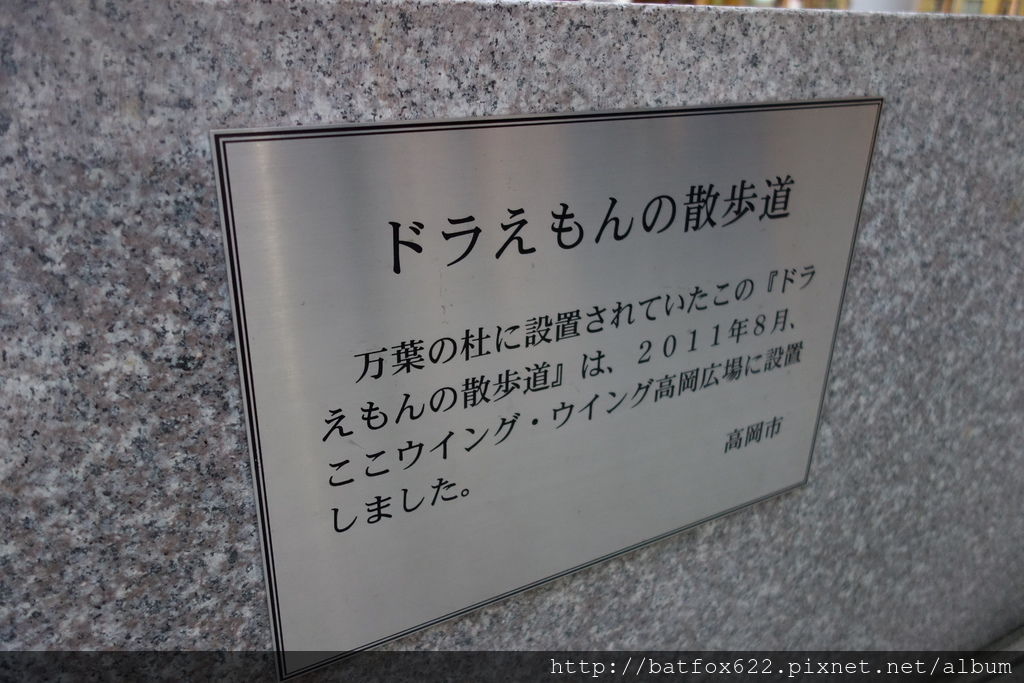 ドラえもんの散歩道
万葉の杜に設置されていたこの『ドラ
えもんの散歩道』は、２０１１年８月、
ここウイング・ウイング高岡広場に設置
しました。
高岡市
http://batfox622.pixnet.net/album